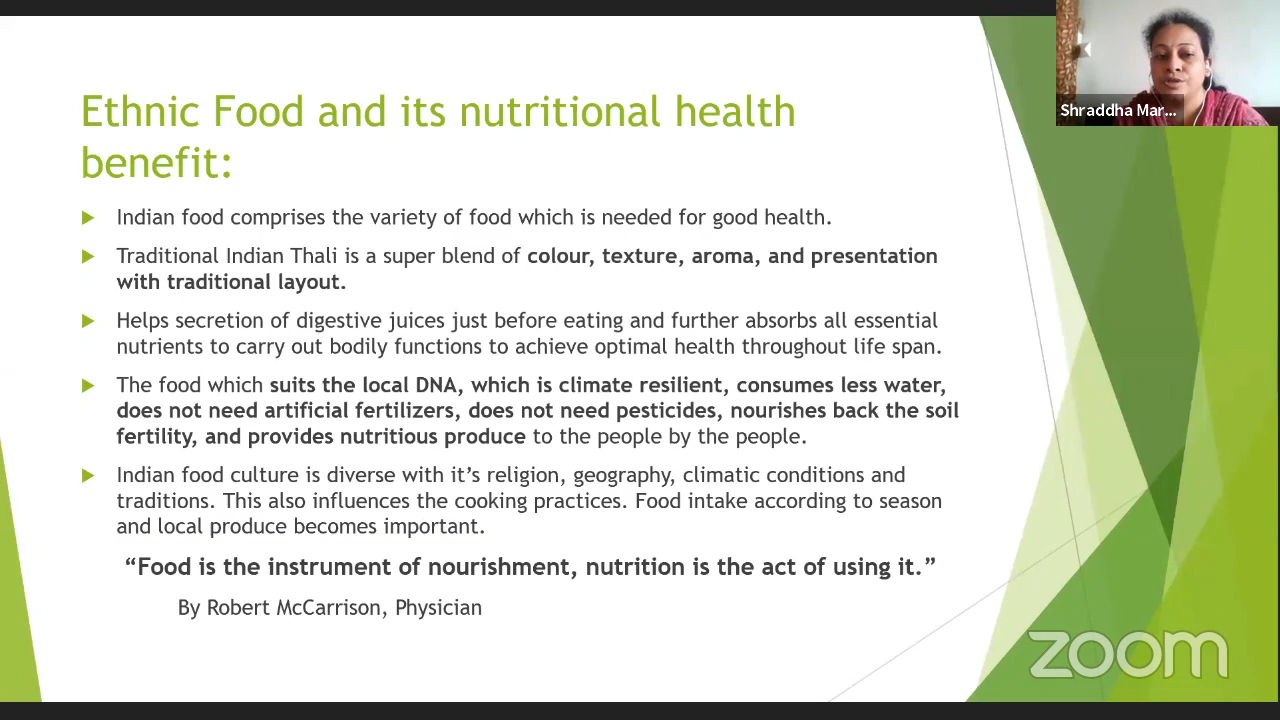 Ethnic Food and its nutritional health
benefit:
Indian food comprises the variety of food which is needed for good health.
Traditional Indian Thali is a super blend of colour, texture, aroma, and presentation
with traditional layout.
Helps secretion of digestive juices just before eating and further absorbs all essential
nutrients to carry out bodily functions to achieve optimal health throughout life span.
The food which suits the local DNA, which is climate resilient, consumes less water,
does not need artificial fertilizers, does not need pesticides, nourishes back the soil
fertility, and provides nutritious produce to the people by the people.
Indian food culture is diverse with it’s religion, geography, climatic conditions and
traditions. This also influences the cooking practices. Food intake according to season
and local produce becomes important.
“Food is the instrument of nourishment, nutrition is the act of using it.”
By Robert McCarrison, Physician
Shraddha Mar...
zoom